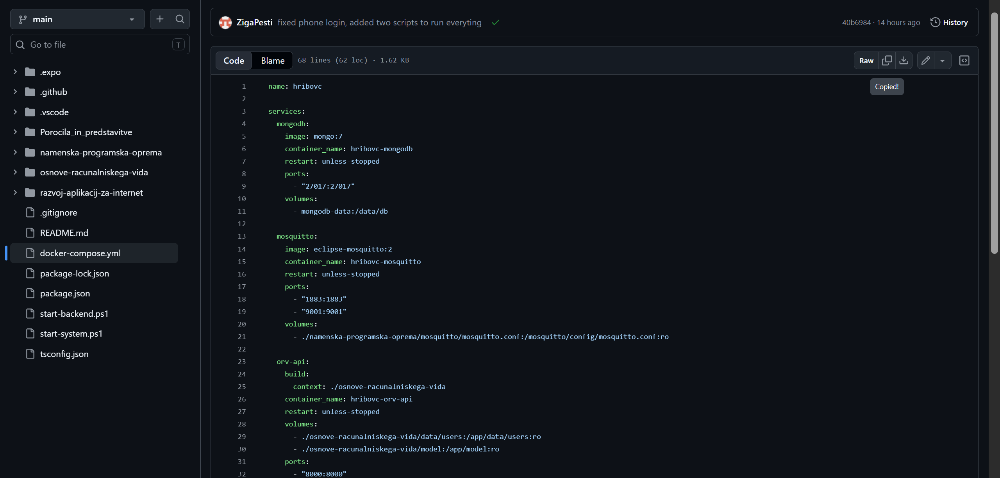 main
Go to file
T
.expo
.github
.vscode
Porocila_in_predstavitve
namenska-programska-oprema
osnove-racunalniskega-vida
razvoj-aplikacij-za-internet
.gitignore
README.md
docker-compose.yml
package-lock.json
package.json
start-backend.ps1
start-system.ps1
tsconfig.json
ZigaPesti fixed phone login, added two scripts to run everyting
40b6984 · 14 hours ago History
Code Blame 68 lines (62 loc) · 1.62 KB
Raw
Copied!
1 name: hribovc
2
3 services:
4   mongodb:
5     image: mongo:7
6     container_name: hribovc-mongodb
7     restart: unless-stopped
8     ports:
9       - "27017:27017"
10     volumes:
11       - mongodb-data:/data/db
12
13   mosquitto:
14     image: eclipse-mosquitto:2
15     container_name: hribovc-mosquitto
16     restart: unless-stopped
17     ports:
18       - "1883:1883"
19       - "9001:9001"
20     volumes:
21       - ./namenska-programska-oprema/mosquitto/mosquitto.conf:/mosquitto/config/mosquitto.conf:ro
22
23   orv-api:
24     build:
25       context: ./osnove-racunalniskega-vida
26     container_name: hribovc-orv-api
27     restart: unless-stopped
28     volumes:
29       - ./osnove-racunalniskega-vida/data/users:/app/data/users:ro
30       - ./osnove-racunalniskega-vida/model:/app/model:ro
31     ports:
32       - "8000:8000"